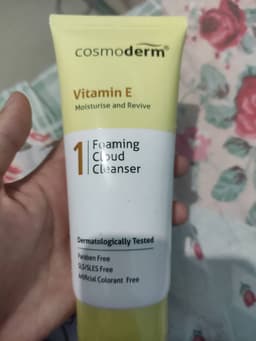 cosmoderm®
Vitamin E
Moisturise and Revive
1 Foaming
Cloud
Cleanser
Dermatologically Tested
Paraben Free
SLS/SLES Free
Artificial Colorant Free